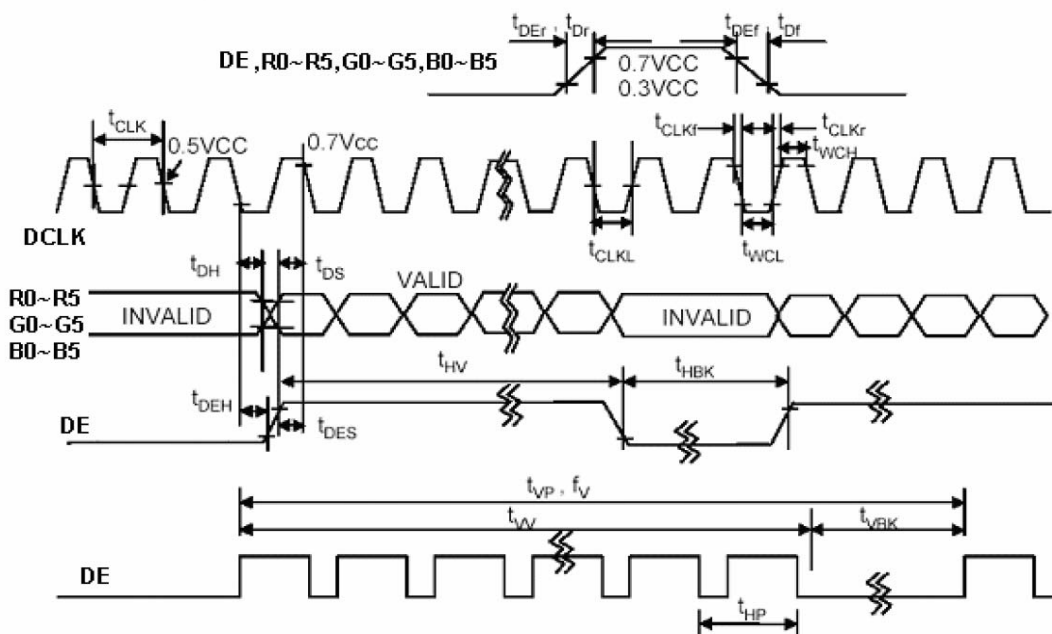 tDEr , tDr
tDEf , tDf
DE ,R0~R5,G0~G5,B0~B5
0.7VCC
0.3VCC
tCLK
0.5VCC
0.7Vcc
tCLKf
tCLKr
tWCH
DCLK
tCLKL
tWCL
tDH
tDS
VALID
R0~R5
G0~G5
B0~B5
INVALID
INVALID
tHV
tHBK
tDEH
tDES
DE
tVP , fV
tVV
tVBK
DE
tHP